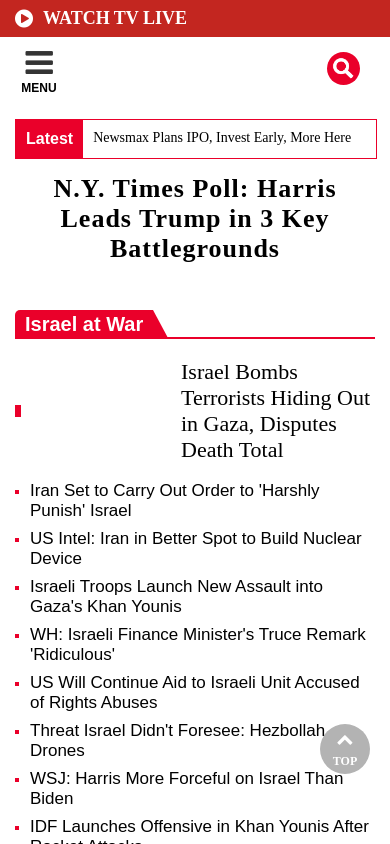 WATCH TV LIVE
MENU
Latest
Newsmax Plans IPO, Invest Early, More Here
N.Y. Times Poll: Harris
Leads Trump in 3 Key
Battlegrounds
Israel at War
Israel Bombs
Terrorists Hiding Out
in Gaza, Disputes
Death Total
Iran Set to Carry Out Order to 'Harshly
Punish' Israel
US Intel: Iran in Better Spot to Build Nuclear
Device
Israeli Troops Launch New Assault into
Gaza's Khan Younis
WH: Israeli Finance Minister's Truce Remark
'Ridiculous'
US Will Continue Aid to Israeli Unit Accused
of Rights Abuses
Threat Israel Didn't Foresee: Hezbollah
Drones
TOP
WSJ: Harris More Forceful on Israel Than
Biden
IDF Launches Offensive in Khan Younis After
Rocket Attacks